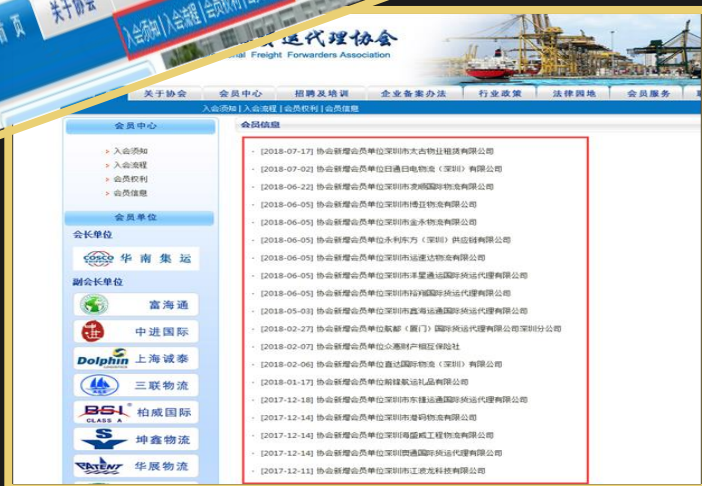 首页
关于协会
入会须知 | 入会流程 | 会员权利 |
货运代理协会
Freight Forwarders Association
关于协会 会员中心 招聘及培训 企业备案办法 行业政策 法律园地 会员服务
入会须知 | 入会流程 | 会员权利 | 会员信息
会员中心
会员信息
入会须知
入会流程
会员权利
会员信息
· [2018-07-17] 协会新增会员单位深圳市太古物业租赁有限公司
· [2018-07-02] 协会新增会员单位日通日电物流(深圳)有限公司
· [2018-06-22] 协会新增会员单位深圳市凌顺国际物流有限公司
· [2018-06-05] 协会新增会员单位深圳市博亚物流有限公司
· [2018-06-05] 协会新增会员单位深圳市金永物流有限公司
· [2018-06-05] 协会新增会员单位永利东方(深圳)供应链有限公司
· [2018-06-05] 协会新增会员单位深圳市运速达物流有限公司
· [2018-06-05] 协会新增会员单位深圳市泽星通运国际货运代理有限公司
· [2018-06-05] 协会新增会员单位深圳市裕翔国际货运代理有限公司
· [2018-05-03] 协会新增会员单位深圳市鑫海运通国际货运代理有限公司
· [2018-02-27] 协会新增会员单位航邮(厦门)国际货运代理有限公司深圳分公司
· [2018-02-07] 协会新增会员单位众惠财产相互保险社
· [2018-02-06] 协会新增会员单位直达国际物流(深圳)有限公司
· [2018-01-17] 协会新增会员单位前锋航运礼品有限公司
· [2017-12-18] 协会新增会员单位深圳市东捷运通国际货运代理有限公司
· [2017-12-14] 协会新增会员单位深圳市港码物流有限公司
· [2017-12-14] 协会新增会员单位深圳海盛威工程物流有限公司
· [2017-12-14] 协会新增会员单位深圳市通国际货运代理有限公司
· [2017-12-11] 协会新增会员单位深圳市江波龙科技有限公司
会员单位
会长单位
COSCO SHIPPING 华南集运
副会长单位
富海通
中进国际
Dolphin LOGISTICS 上海诚泰
三联物流
BSI CLASS A 柏威国际
S 坤鑫物流
PATENT 华展物流